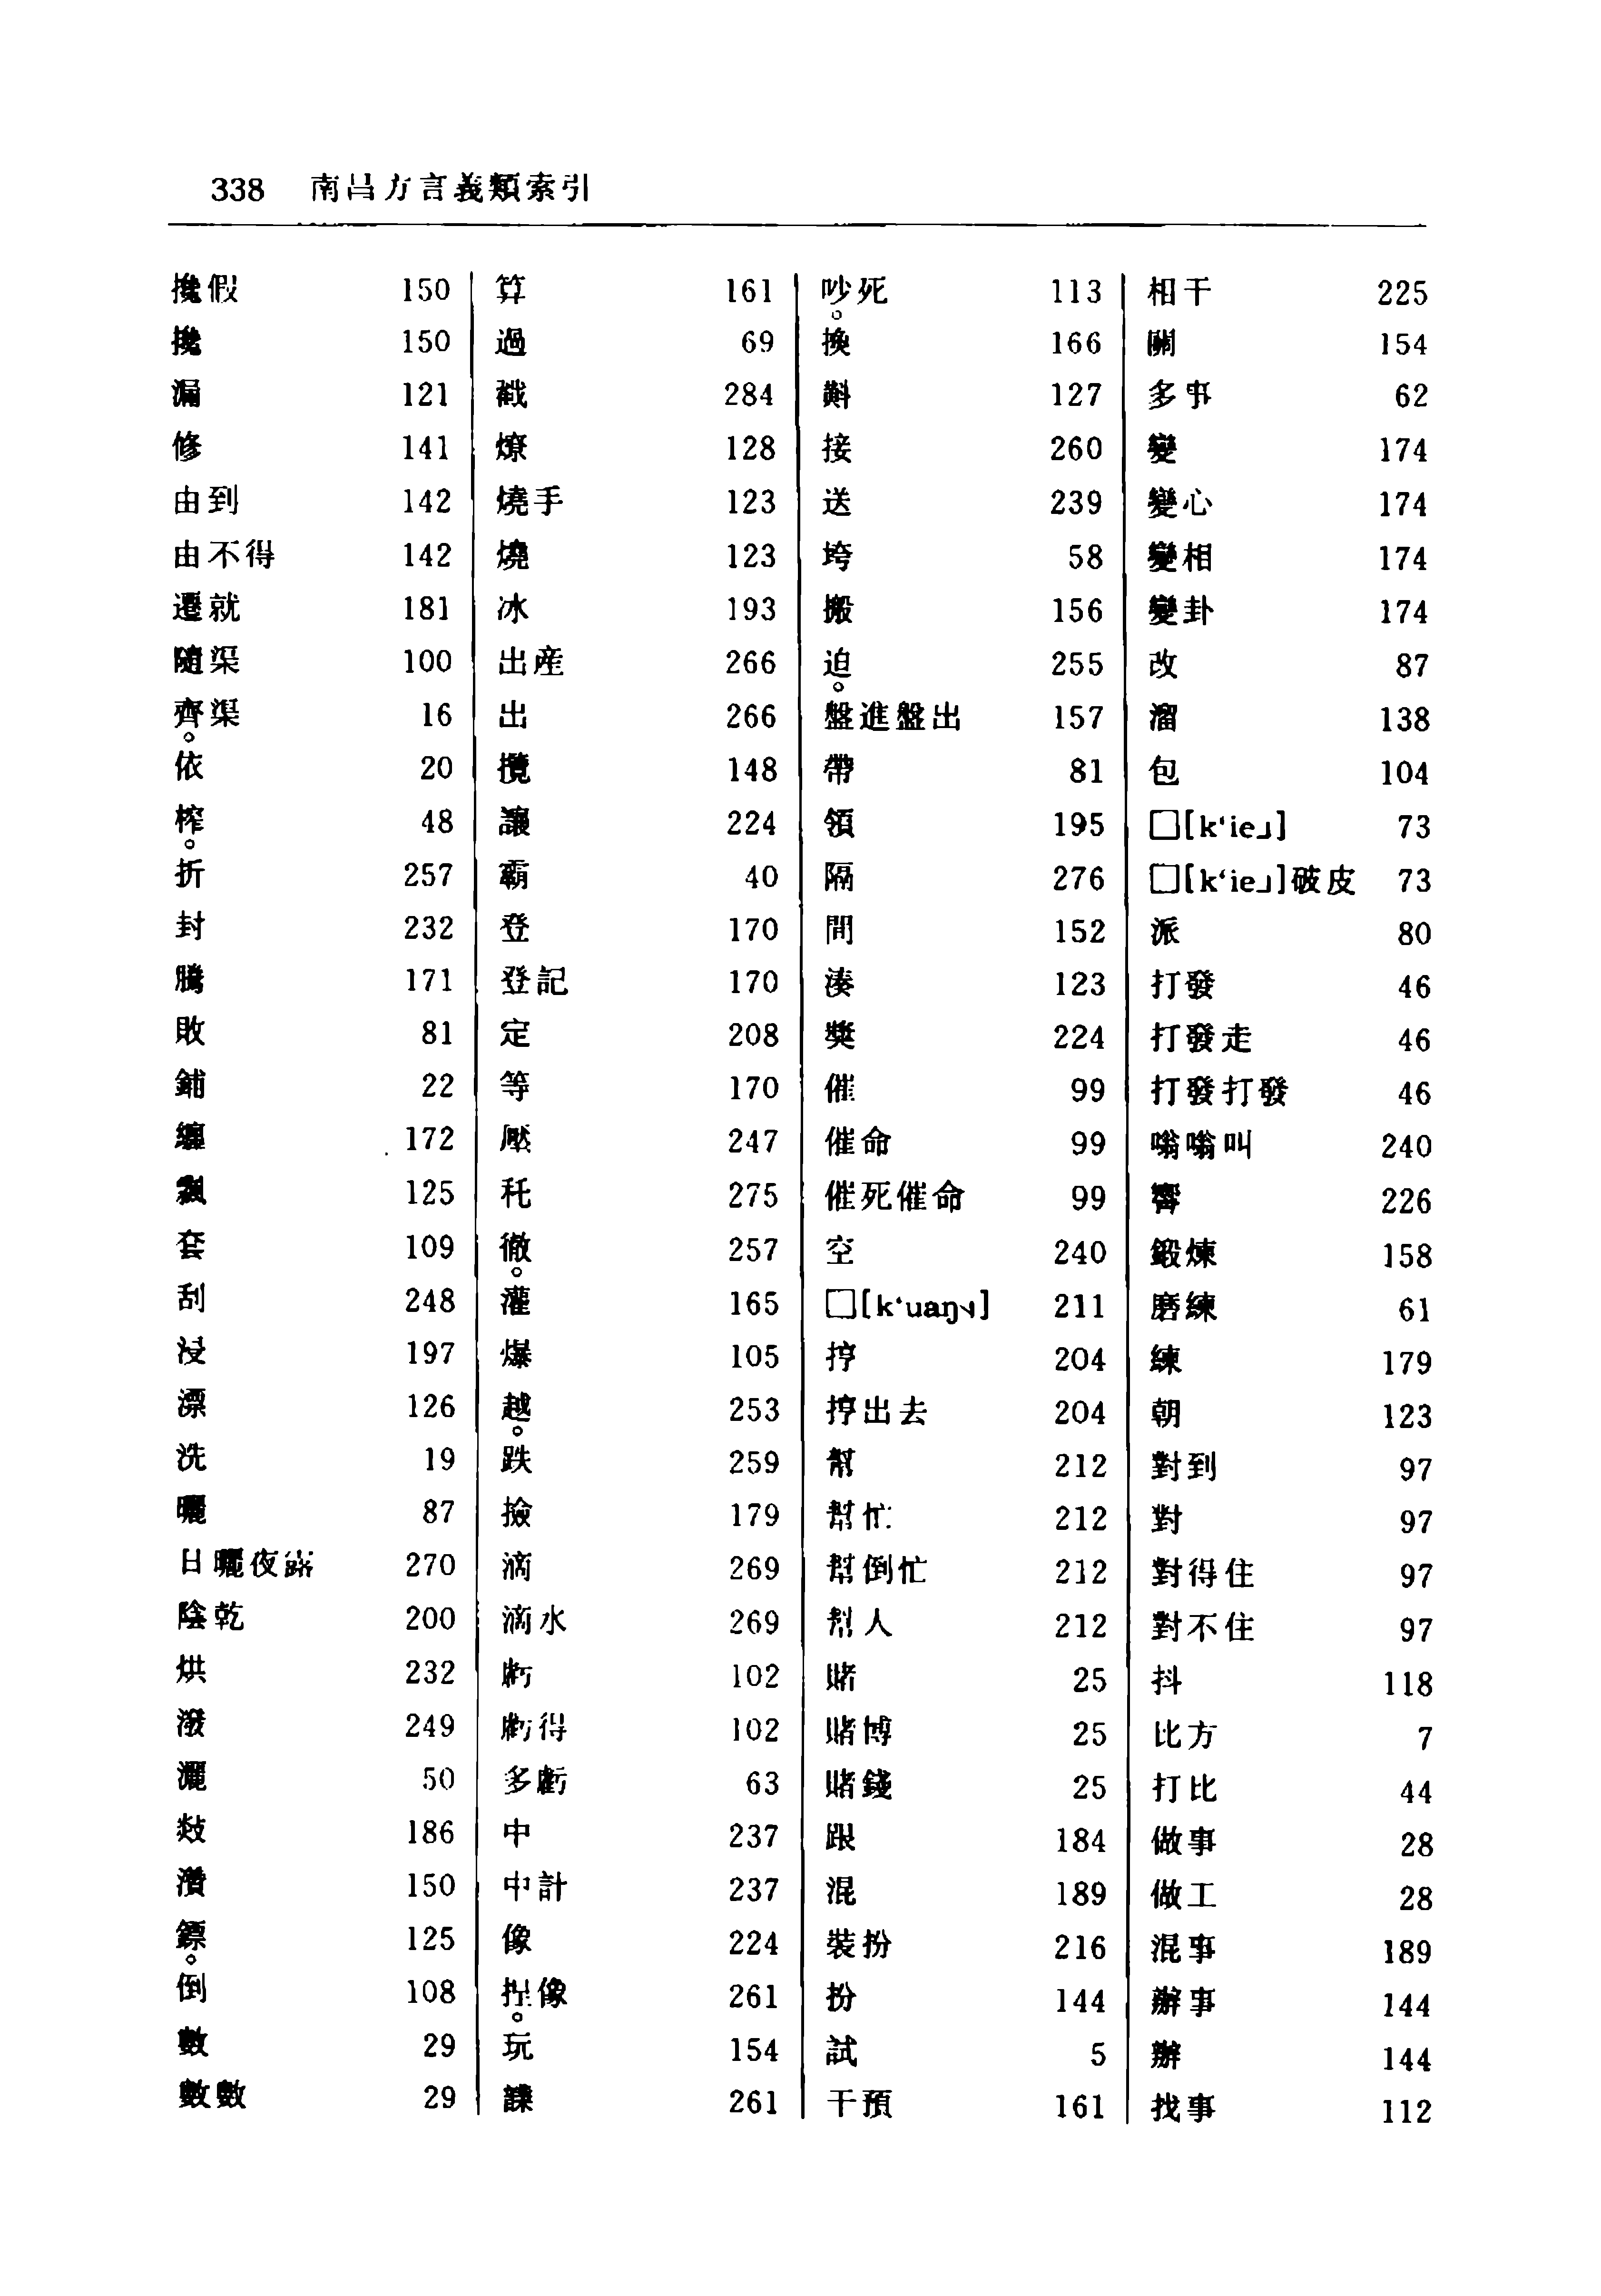 338 南昌方言義類索引
攙假 150
攙 150
漏 121
修 141
由到 142
由不得 142
遷就 181
隨渠 100
齊渠 16
依 20
榨 48
折 257
封 232
騰 171
敗 81
鋪 22
纏 172
飄 125
套 109
刮 248
浸 197
漂 126
洗 19
曬 87
日曬夜露 270
陰乾 200
烘 232
潑 249
灑 50
敥 186
濽 150
鏢 125
倒 108
數 29
數數 29
算 161
過 69
戳 284
燎 128
燒手 123
燒 123
冰 193
出産 266
出 266
攬 148
讓 224
霸 40
登 170
登記 170
定 208
等 170
壓 247
秅 275
徹 257
灌 165
爆 105
越 253
跌 259
撿 179
滴 269
滴水 269
虧 102
虧得 102
多虧 63
中 237
中計 237
像 224
捏像 261
玩 154
諜 261
吵死 113
換 166
斢 127
接 260
送 239
垮 58
搬 156
迫 255
盤進盤出 157
帶 81
領 195
隔 276
間 152
湊 123
獎 224
催 99
催命 99
催死催命 99
空 240
□[k‘uaŋ˧˩] 211
揨 204
揨出去 204
幫 212
幫忙 212
幫倒忙 212
幫人 212
賭 25
賭博 25
賭錢 25
跟 184
混 189
裝扮 216
扮 144
試 5
干預 161
相干 225
關 154
多事 62
變 174
變心 174
變相 174
變卦 174
改 87
溜 138
包 104
□[k‘ie˩] 73
□[k‘ie˩]破皮 73
派 80
打發 46
打發走 46
打發打發 46
嗡嗡叫 240
響 226
鍛煉 158
磨練 61
練 179
朝 123
對到 97
對 97
對得住 97
對不住 97
抖 118
比方 7
打比 44
做事 28
做工 28
混事 189
辦事 144
辦 144
找事 112